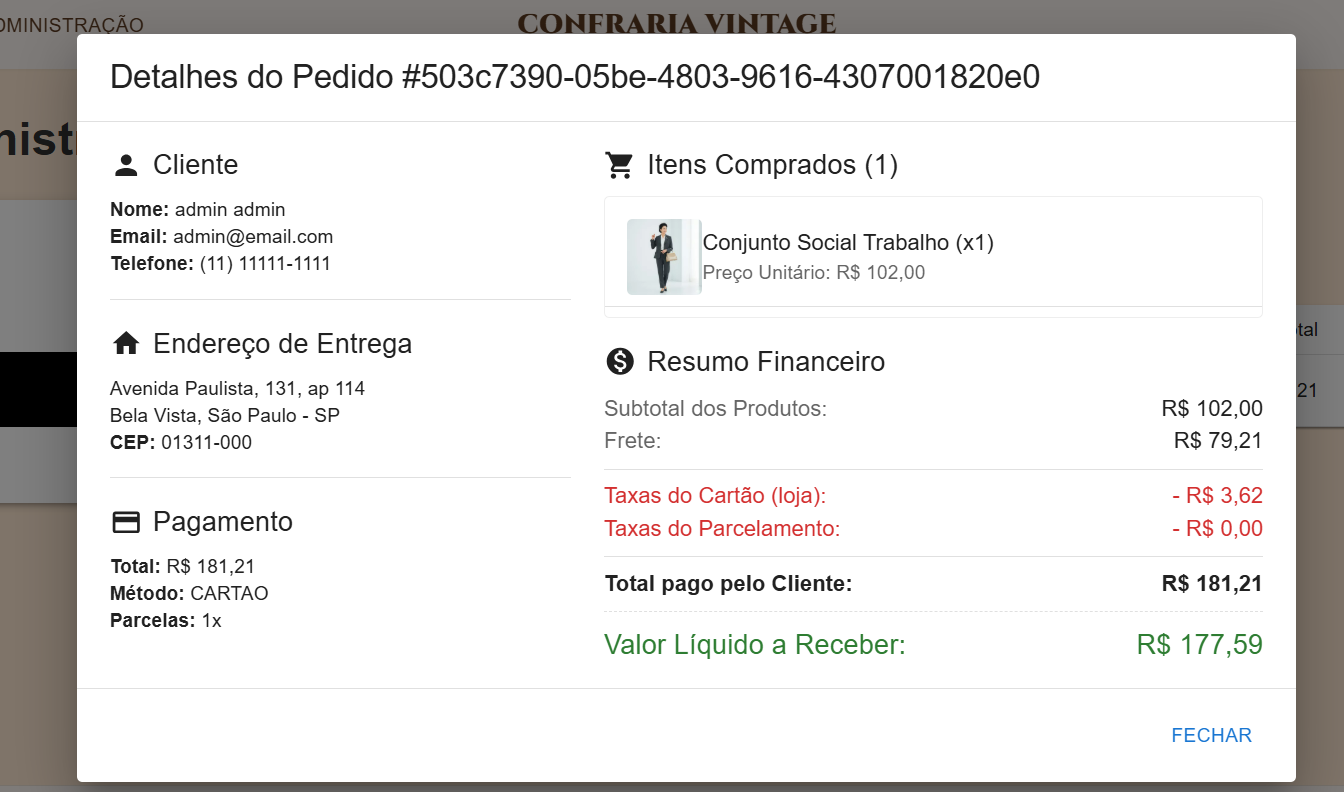 DMINISTRAÇÃO
CONFRARIA VINTAGE
Detalhes do Pedido #503c7390-05be-4803-9616-4307001820e0
Cliente
Nome: admin admin
Email: admin@email.com
Telefone: (11) 11111-1111
Endereço de Entrega
Avenida Paulista, 131, ap 114
Bela Vista, São Paulo - SP
CEP: 01311-000
Pagamento
Total: R$ 181,21
Método: CARTAO
Parcelas: 1x
Itens Comprados (1)
Conjunto Social Trabalho (x1)
Preço Unitário: R$ 102,00
Resumo Financeiro
Subtotal dos Produtos: R$ 102,00
Frete: R$ 79,21
Taxas do Cartão (loja): - R$ 3,62
Taxas do Parcelamento: - R$ 0,00
Total pago pelo Cliente: R$ 181,21
Valor Líquido a Receber: R$ 177,59
FECHAR
nist
otal
21